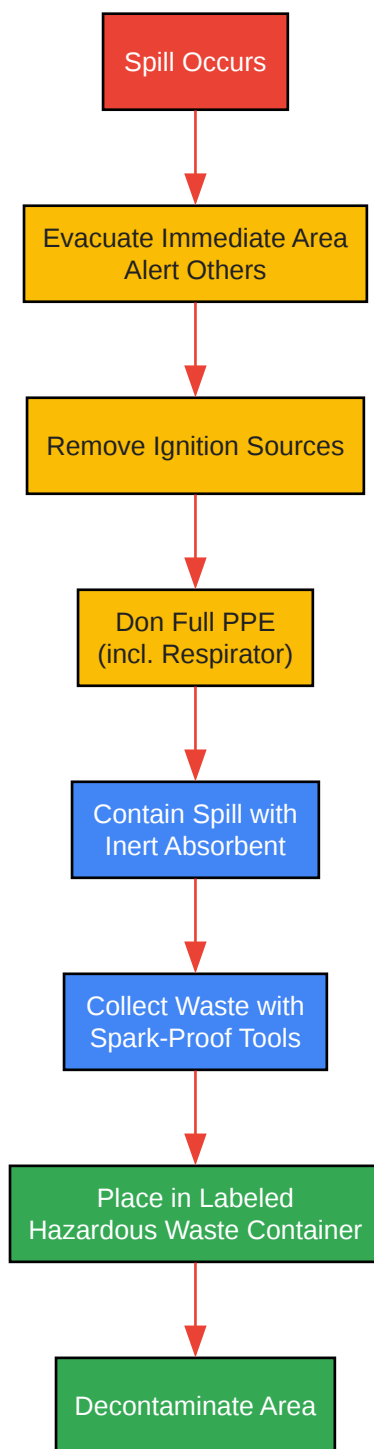 Spill Occurs
Evacuate Immediate Area
Alert Others
Remove Ignition Sources
Don Full PPE
(incl. Respirator)
Contain Spill with
Inert Absorbent
Collect Waste with
Spark-Proof Tools
Place in Labeled
Hazardous Waste Container
Decontaminate Area